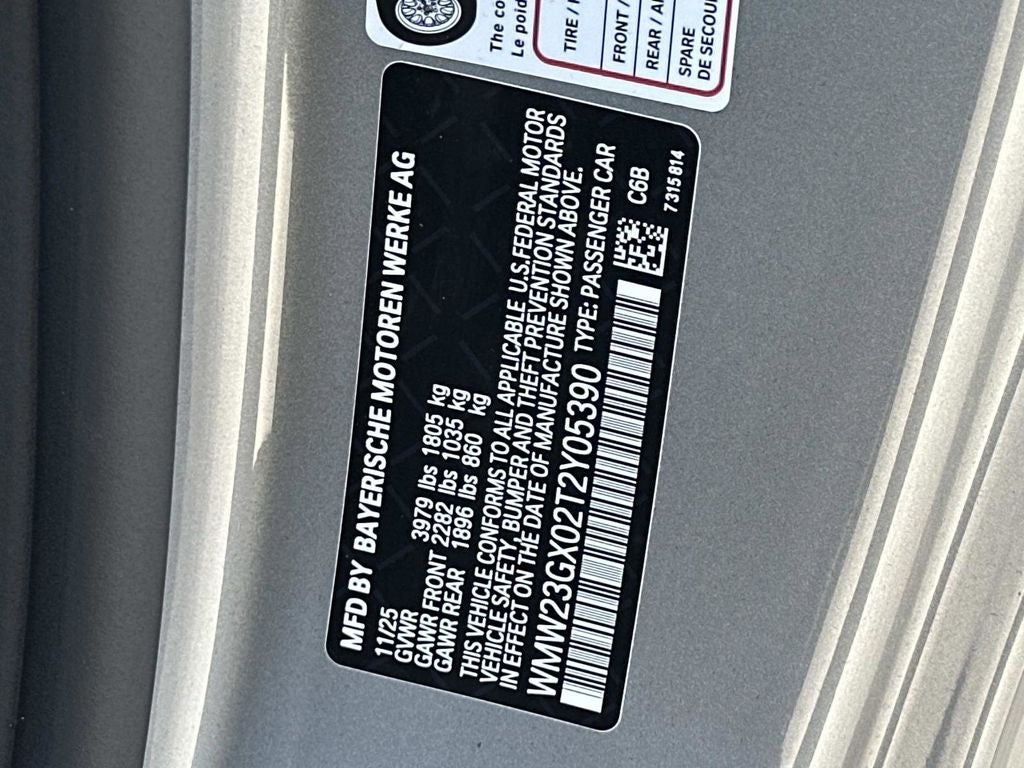 The co
Le poid
TIRE /
FRONT /
REAR / A
SPARE
DE SECOU
MFD BY BAYERISCHE MOTOREN WERKE AG
11/25
GVWR 3979 lbs 1805 kg
GAWR FRONT 2282 lbs 1035 kg
GAWR REAR 1896 lbs 860 kg
THIS VEHICLE CONFORMS TO ALL APPLICABLE U.S.FEDERAL MOTOR
VEHICLE SAFETY, BUMPER AND THEFT PREVENTION STANDARDS
IN EFFECT ON THE DATE OF MANUFACTURE SHOWN ABOVE.
WMW23GX02T2Y05390 TYPE: PASSENGER CAR
C6B
7 315 814